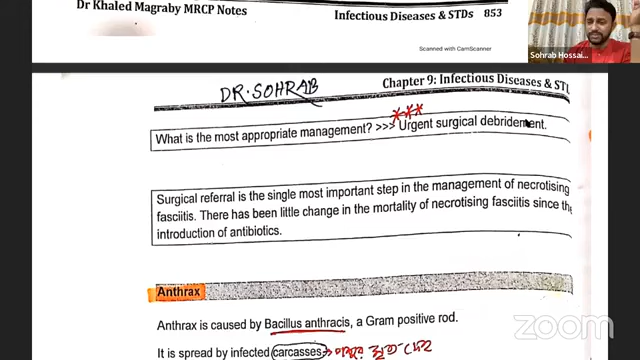 Dr Khaled Magraby MRCP Notes
Infectious Diseases & STDs 853
Scanned with CamScanner
Sohrab Hossai...
DR. SOHRAB
Chapter 9: Infectious Diseases & ST
What is the most appropriate management? >>> Urgent surgical debridement.
Surgical referral is the single most important step in the management of necrotising
fasciitis. There has been little change in the mortality of necrotising fasciitis since the
introduction of antibiotics.
Anthrax
Anthrax is caused by Bacillus anthracis, a Gram positive rod.
It is spread by infected carcasses →
zoom